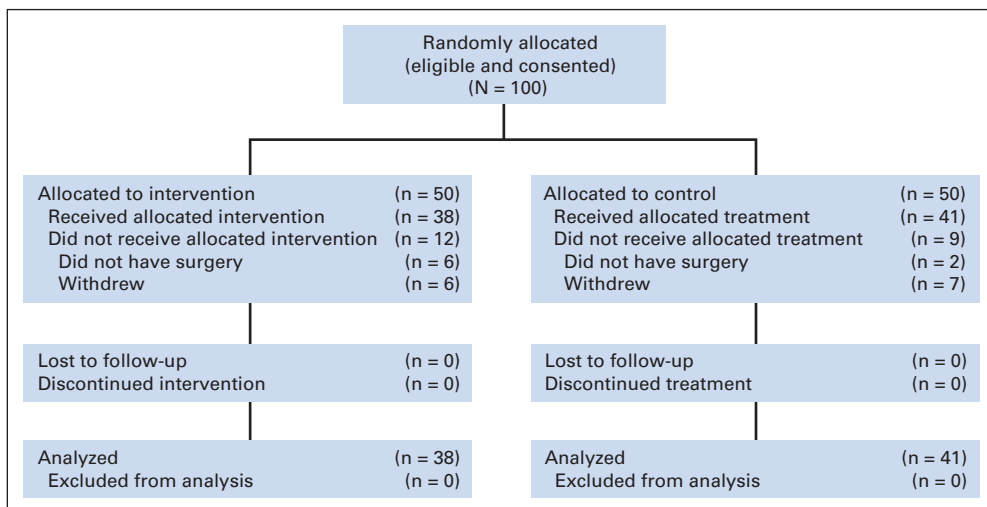 Randomly allocated
(eligible and consented)
(N = 100)
Allocated to intervention (n = 50)
Received allocated intervention (n = 38)
Did not receive allocated intervention (n = 12)
Did not have surgery (n = 6)
Withdrew (n = 6)
Allocated to control (n = 50)
Received allocated treatment (n = 41)
Did not receive allocated treatment (n = 9)
Did not have surgery (n = 2)
Withdrew (n = 7)
Lost to follow-up (n = 0)
Discontinued intervention (n = 0)
Lost to follow-up (n = 0)
Discontinued treatment (n = 0)
Analyzed (n = 38)
Excluded from analysis (n = 0)
Analyzed (n = 41)
Excluded from analysis (n = 0)